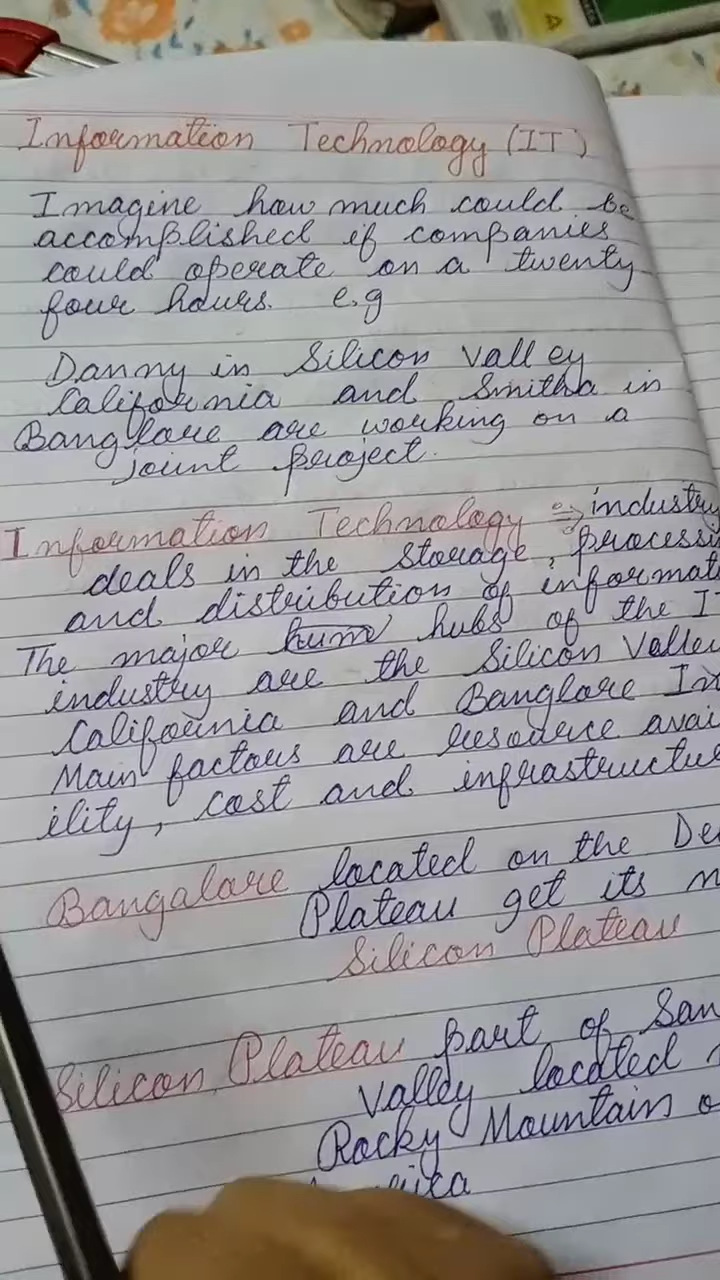 Information Technology (IT)
Imagine how much could be
accomplished if companies
could operate on a twenty
four hours. e.g
Danny in Silicon Valley
California and Smitha in
Banglore are working on a
joint project.
Information Technology ⇒ industry
deals in the storage, processi
and distribution of informat
The major hubs of the I
industry are the Silicon Valle
California and Banglore In
Main factors are resource avai
ility, cost and infrastructu
Bangalore located on the De
Plateau get its n
Silicon Plateau
Silicon Plateau part of San
Valley located
Rocky Mountain o